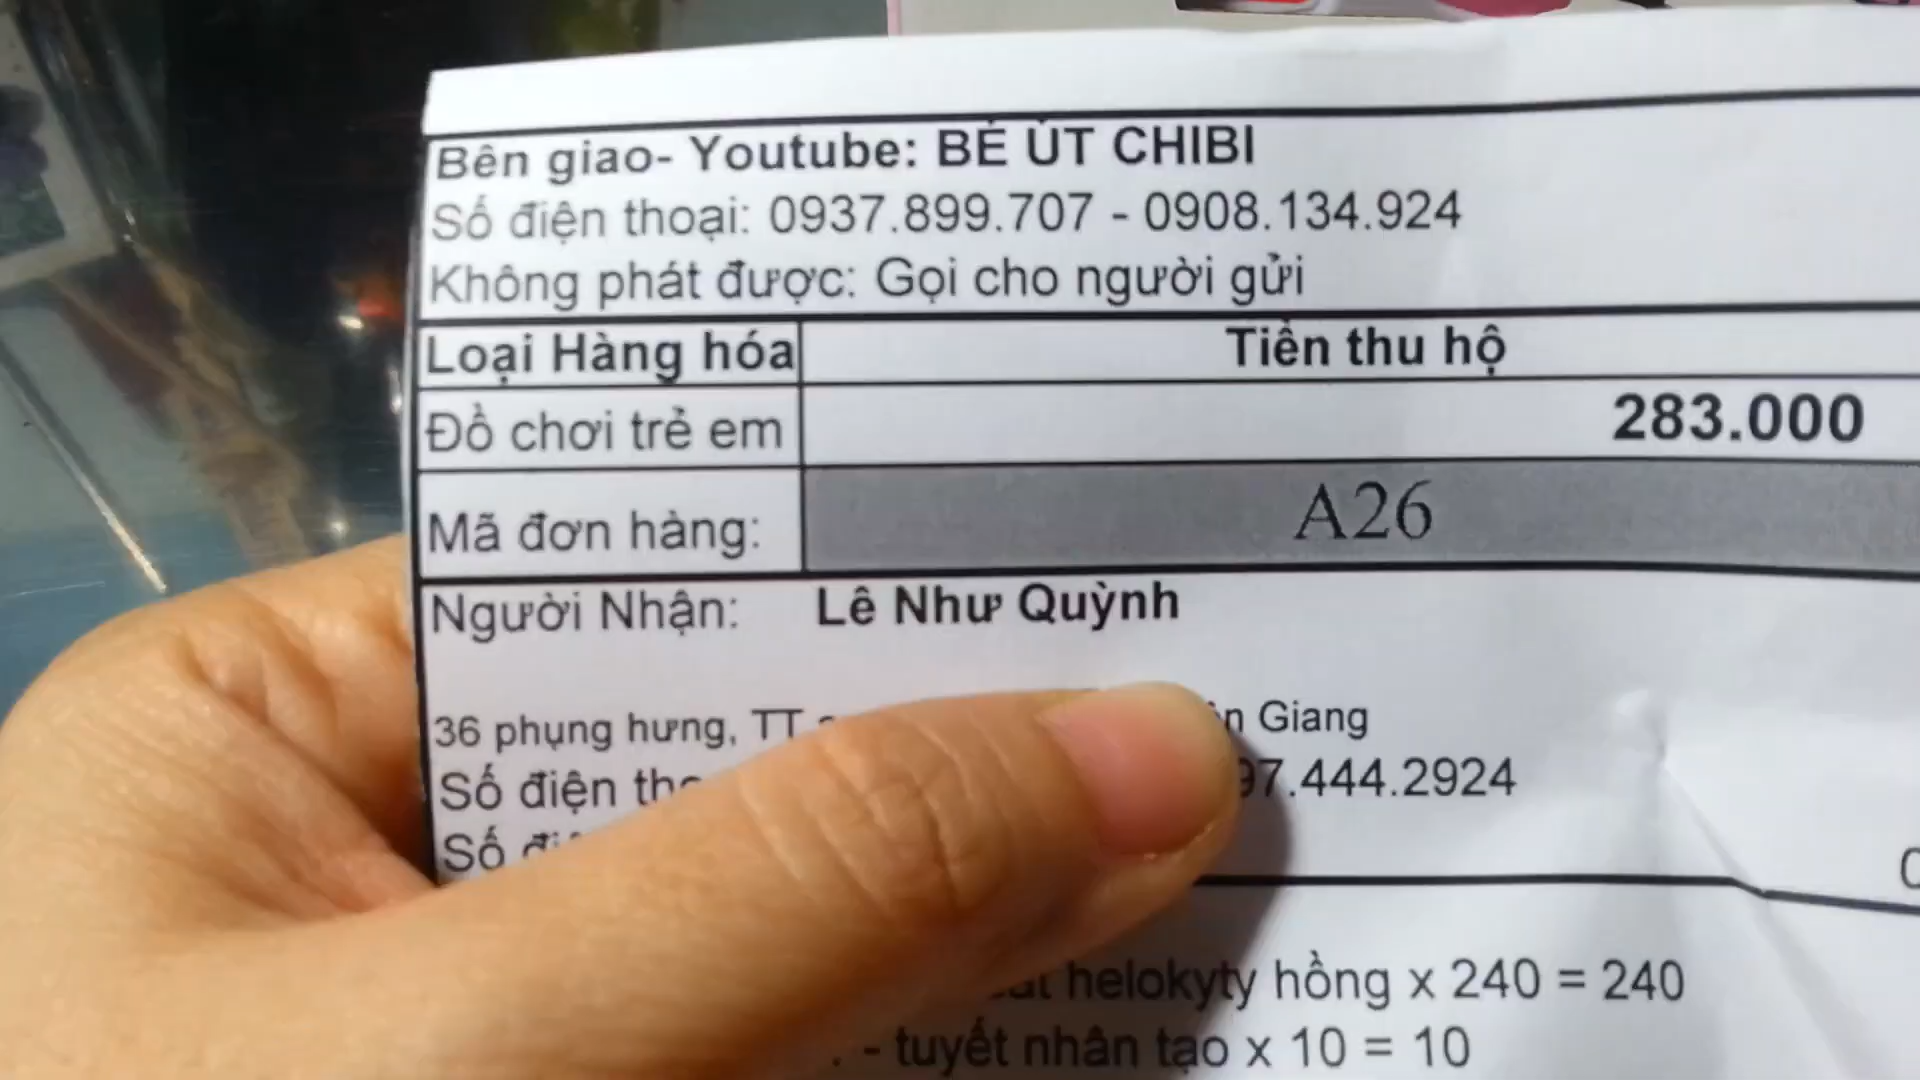 Bên giao- Youtube: BÉ ÚT CHIBI
Số điện thoại: 0937.899.707 - 0908.134.924
Không phát được: Gọi cho người gửi
Loại Hàng hóa Tiền thu hộ
Đồ chơi trẻ em 283.000
Mã đơn hàng: A26
Người Nhận: Lê Như Quỳnh
36 phụng hưng, TT Giang
Số điện 97.444.2924
Số
helokyty hồng x 240 = 240
- tuyết nhân tạo x 10 = 10